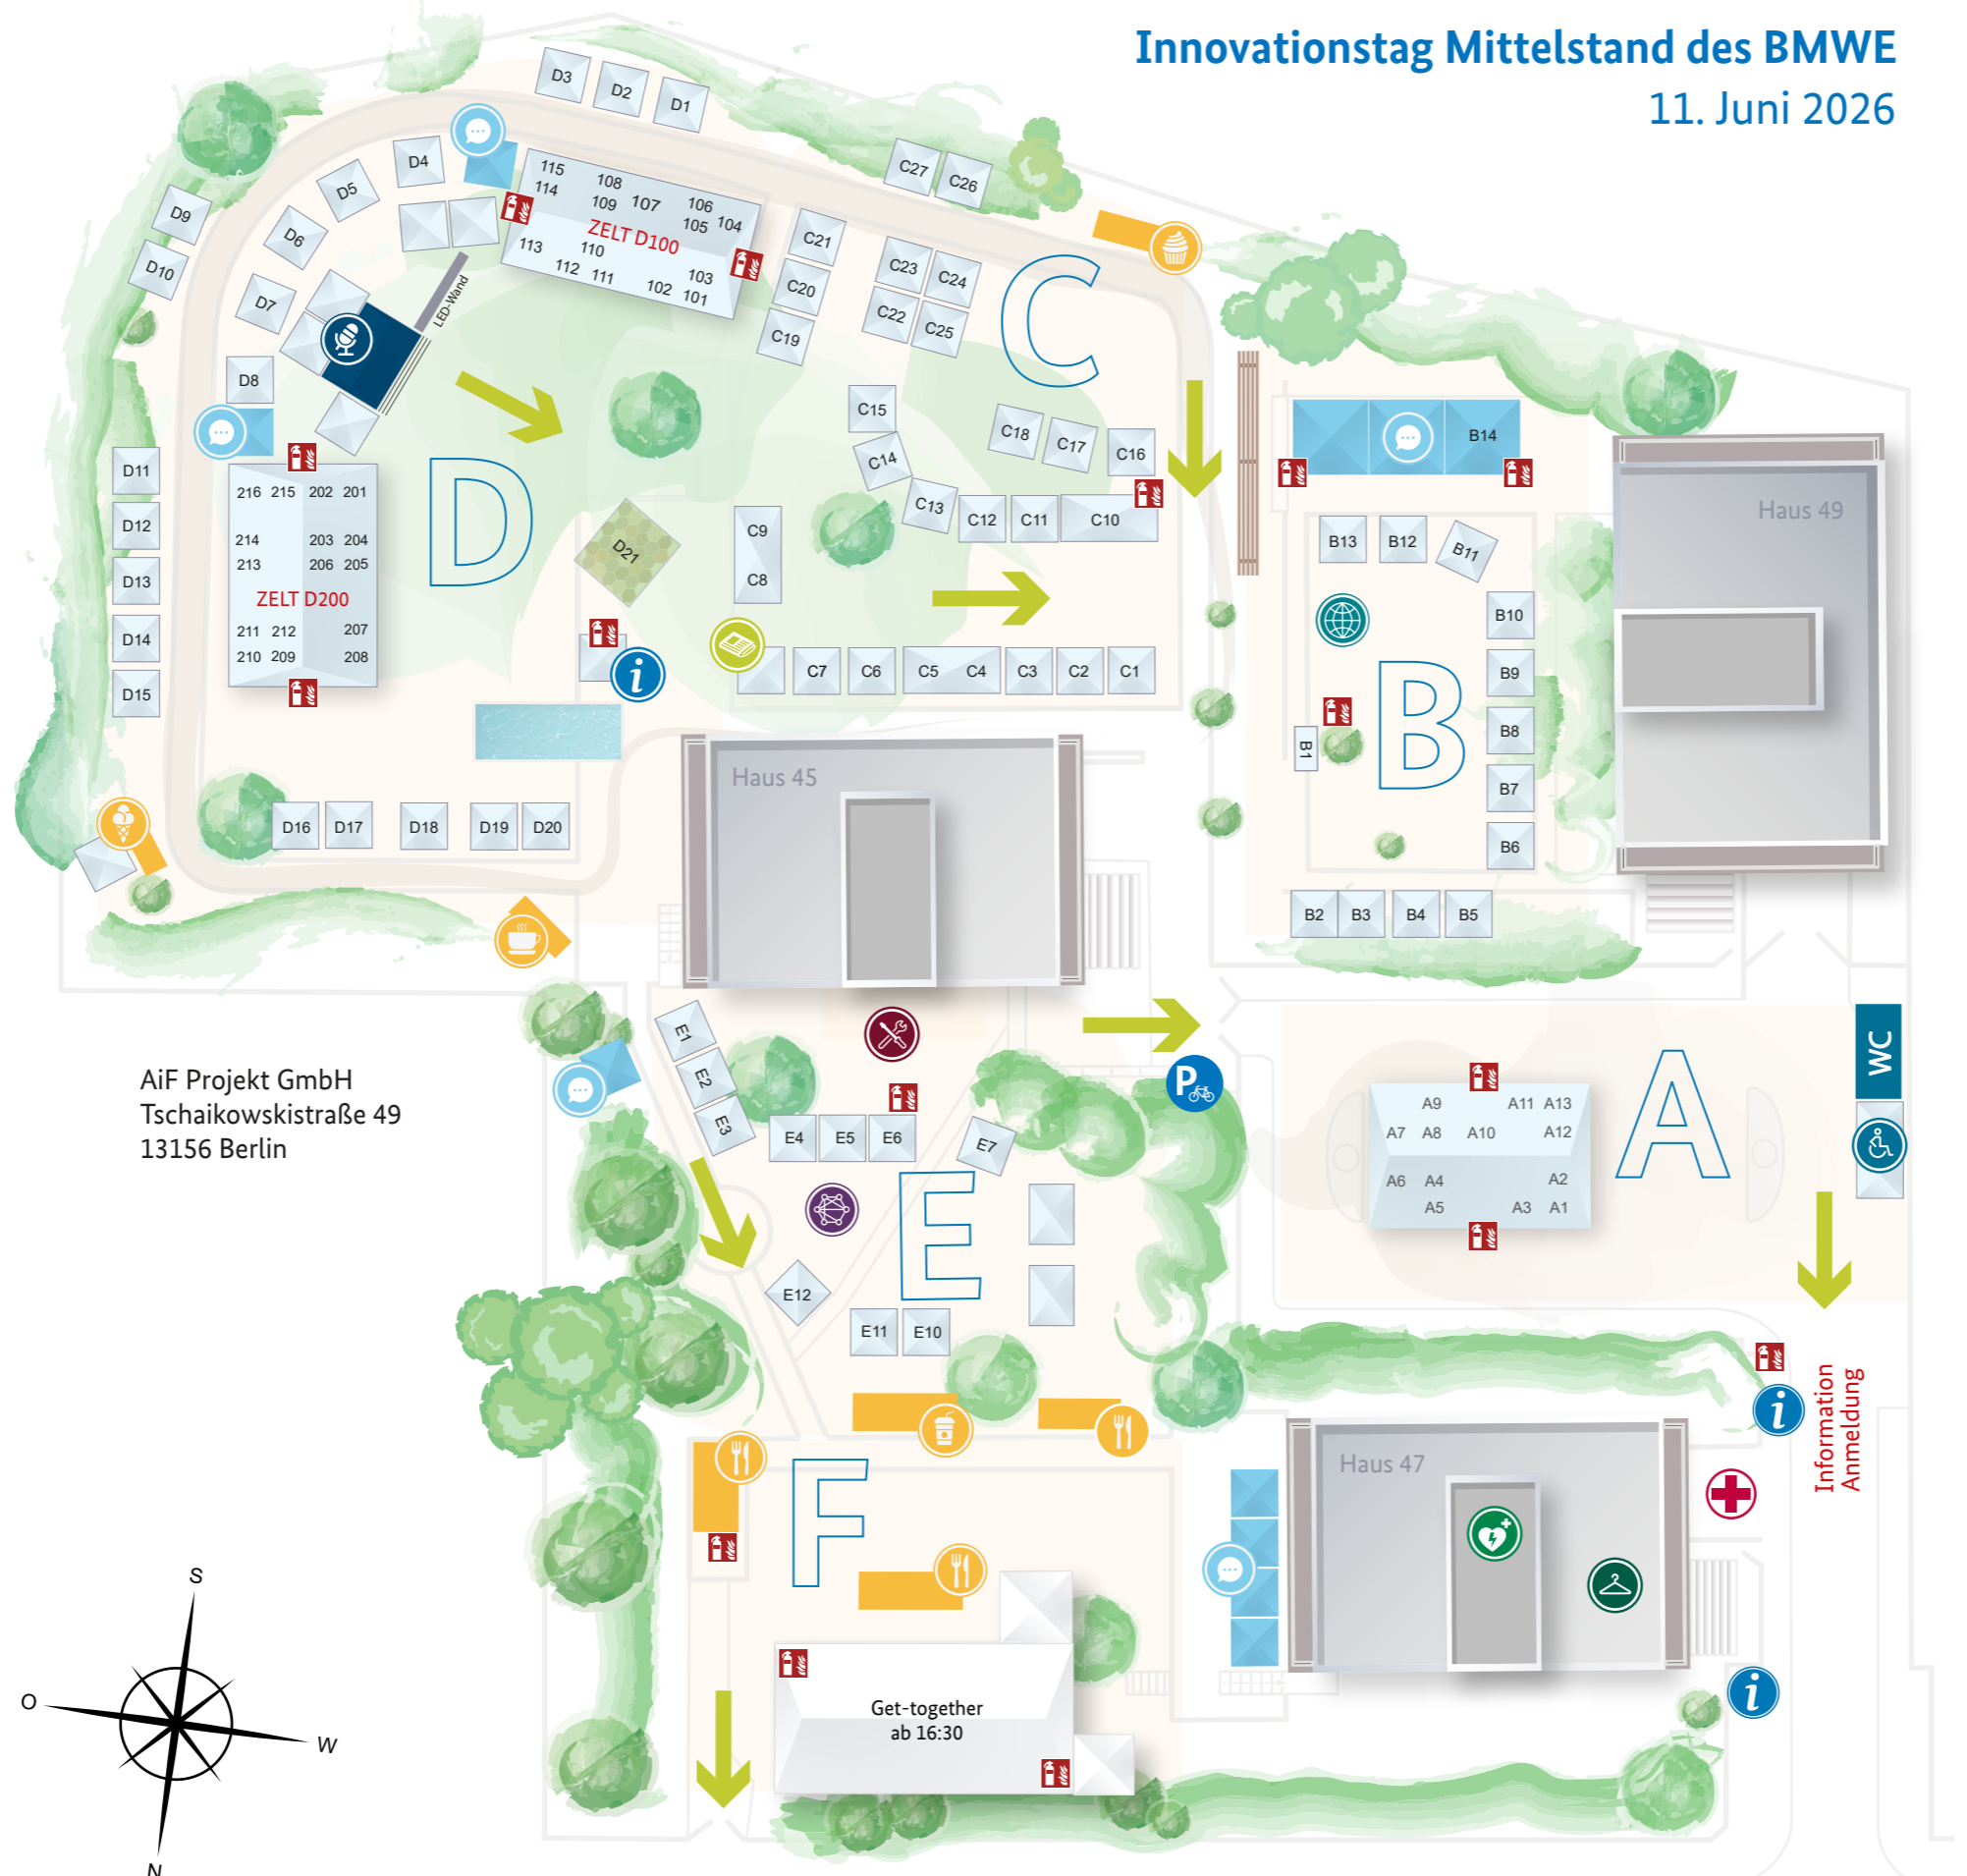 Innovationstag Mittelstand des BMWE
11. Juni 2026
D3
D2
D1
D4
D5
D6
D7
D8
D9
D10
115
114
108
109
107
106
105
104
ZELT D100
113
110
112
111
103
102
101
LED-Wand
C27
C26
C21
C20
C19
C23
C24
C22
C25
C
C15
C14
C13
C18
C17
C16
C12
C11
C10
C9
C8
D11
D12
D13
D14
D15
216 215 202 201
214 203 204
213 206 205
ZELT D200
211 212 207
210 209 208
D
D21
i
C7
C6
C5
C4
C3
C2
C1
B14
Haus 49
B13
B12
B11
B10
B9
B8
B7
B6
B
B1
B2
B3
B4
B5
Haus 45
D16
D17
D18
D19
D20
AiF Projekt GmbH
Tschaikowskistraße 49
13156 Berlin
E1
E2
E3
E4
E5
E6
E7
E
E12
E11
E10
P
WC
A9 A11 A13
A7 A8 A10 A12
A6 A4 A2
A5 A3 A1
A
i
Information
Anmeldung
F
Haus 47
i
Get-together
ab 16:30
S
O
W
N